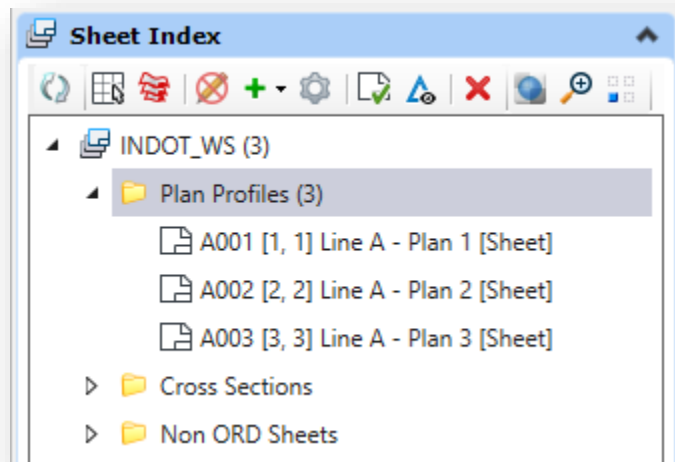 Sheet Index
INDOT_WS (3)
Plan Profiles (3)
A001 [1, 1] Line A - Plan 1 [Sheet]
A002 [2, 2] Line A - Plan 2 [Sheet]
A003 [3, 3] Line A - Plan 3 [Sheet]
Cross Sections
Non ORD Sheets